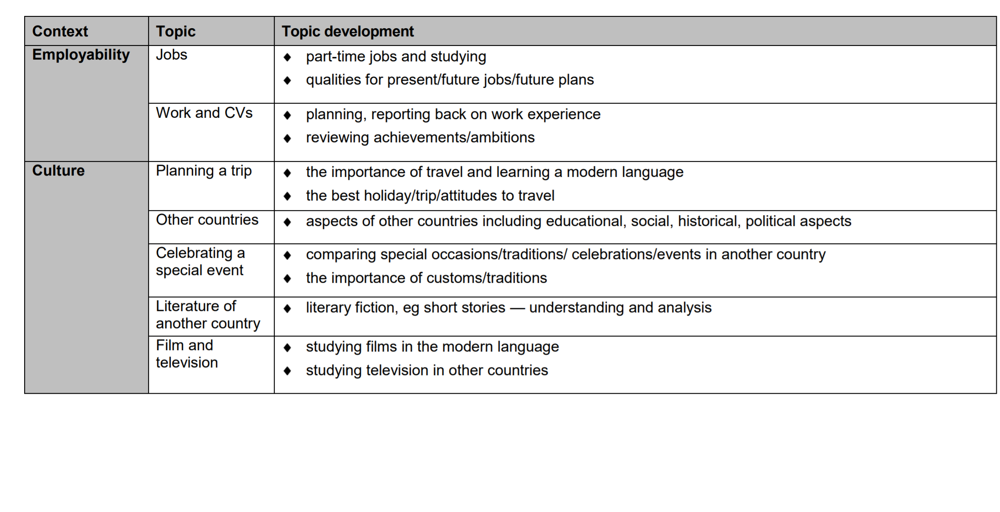 Context Topic Topic development
Employability Jobs ♦ part-time jobs and studying
♦ qualities for present/future jobs/future plans
Work and CVs ♦ planning, reporting back on work experience
♦ reviewing achievements/ambitions
Culture Planning a trip ♦ the importance of travel and learning a modern language
♦ the best holiday/trip/attitudes to travel
Other countries ♦ aspects of other countries including educational, social, historical, political aspects
Celebrating a
special event
♦ comparing special occasions/traditions/ celebrations/events in another country
♦ the importance of customs/traditions
Literature of
another country
♦ literary fiction, eg short stories — understanding and analysis
Film and
television
♦ studying films in the modern language
♦ studying television in other countries